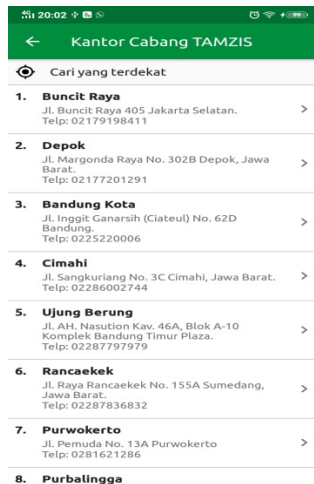 20:02
Kantor Cabang TAMZIS
Cari yang terdekat
1. Buncit Raya
Jl. Buncit Raya 405 Jakarta Selatan.
Telp: 02179198411
2. Depok
Jl. Margonda Raya No. 302B Depok, Jawa
Barat.
Telp: 02177201291
3. Bandung Kota
Jl. Inggit Ganarsih (Ciateul) No. 62D
Bandung.
Telp: 0225220006
4. Cimahi
Jl. Sangkuriang No. 3C Cimahi, Jawa Barat.
Telp: 02286002744
5. Ujung Berung
Jl. AH. Nasution Kav. 46A, Blok A-10
Komplek Bandung Timur Plaza.
Telp: 02287797979
6. Rancaekek
Jl. Raya Rancaekek No. 155A Sumedang,
Jawa Barat.
Telp: 02287836832
7. Purwokerto
Jl. Pemuda No. 13A Purwokerto
Telp: 0281621286
8. Purbalingga